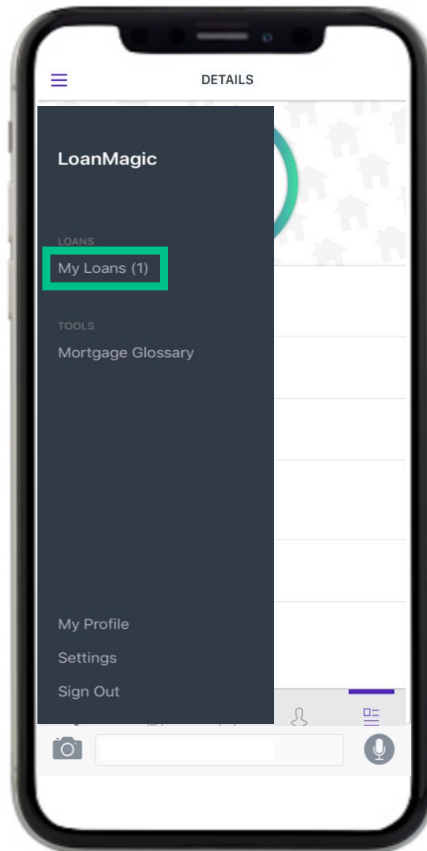 DETAILS
LoanMagic
LOANS
My Loans (1)
TOOLS
Mortgage Glossary
My Profile
Settings
Sign Out